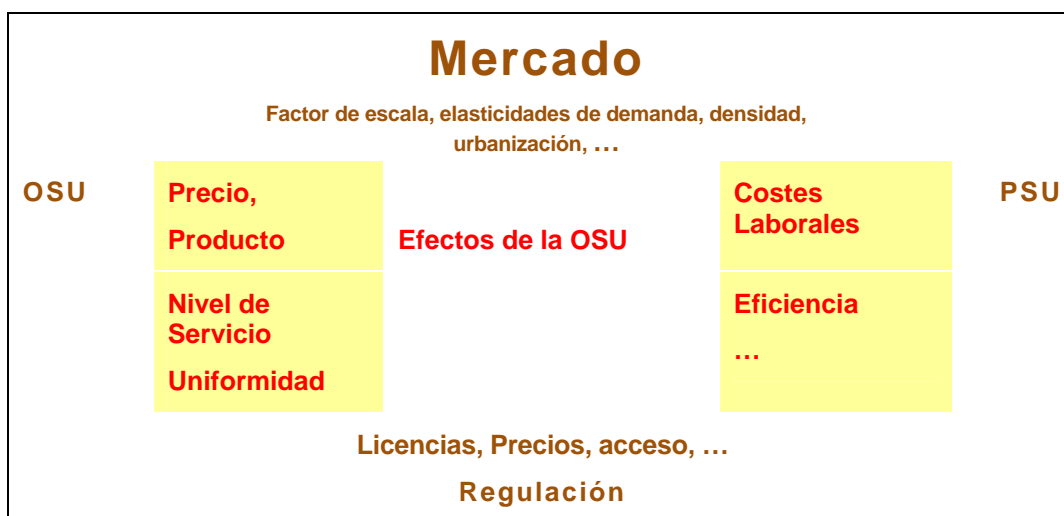 Mercado
Factor de escala, elasticidades de demanda, densidad,
urbanización, ...
OSU
Precio,
Producto
Efectos de la OSU
Costes
Laborales
PSU
Nivel de
Servicio
Uniformidad
Eficiencia
...
Licencias, Precios, acceso, ...
Regulación